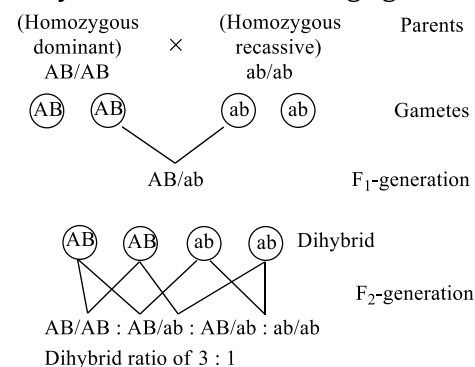 (Homozygous dominant) × (Homozygous recassive) Parents
AB/AB ab/ab
AB AB ab ab Gametes
AB/ab F₁-generation
AB AB ab ab Dihybrid
F₂-generation
AB/AB : AB/ab : AB/ab : ab/ab
Dihybrid ratio of 3 : 1